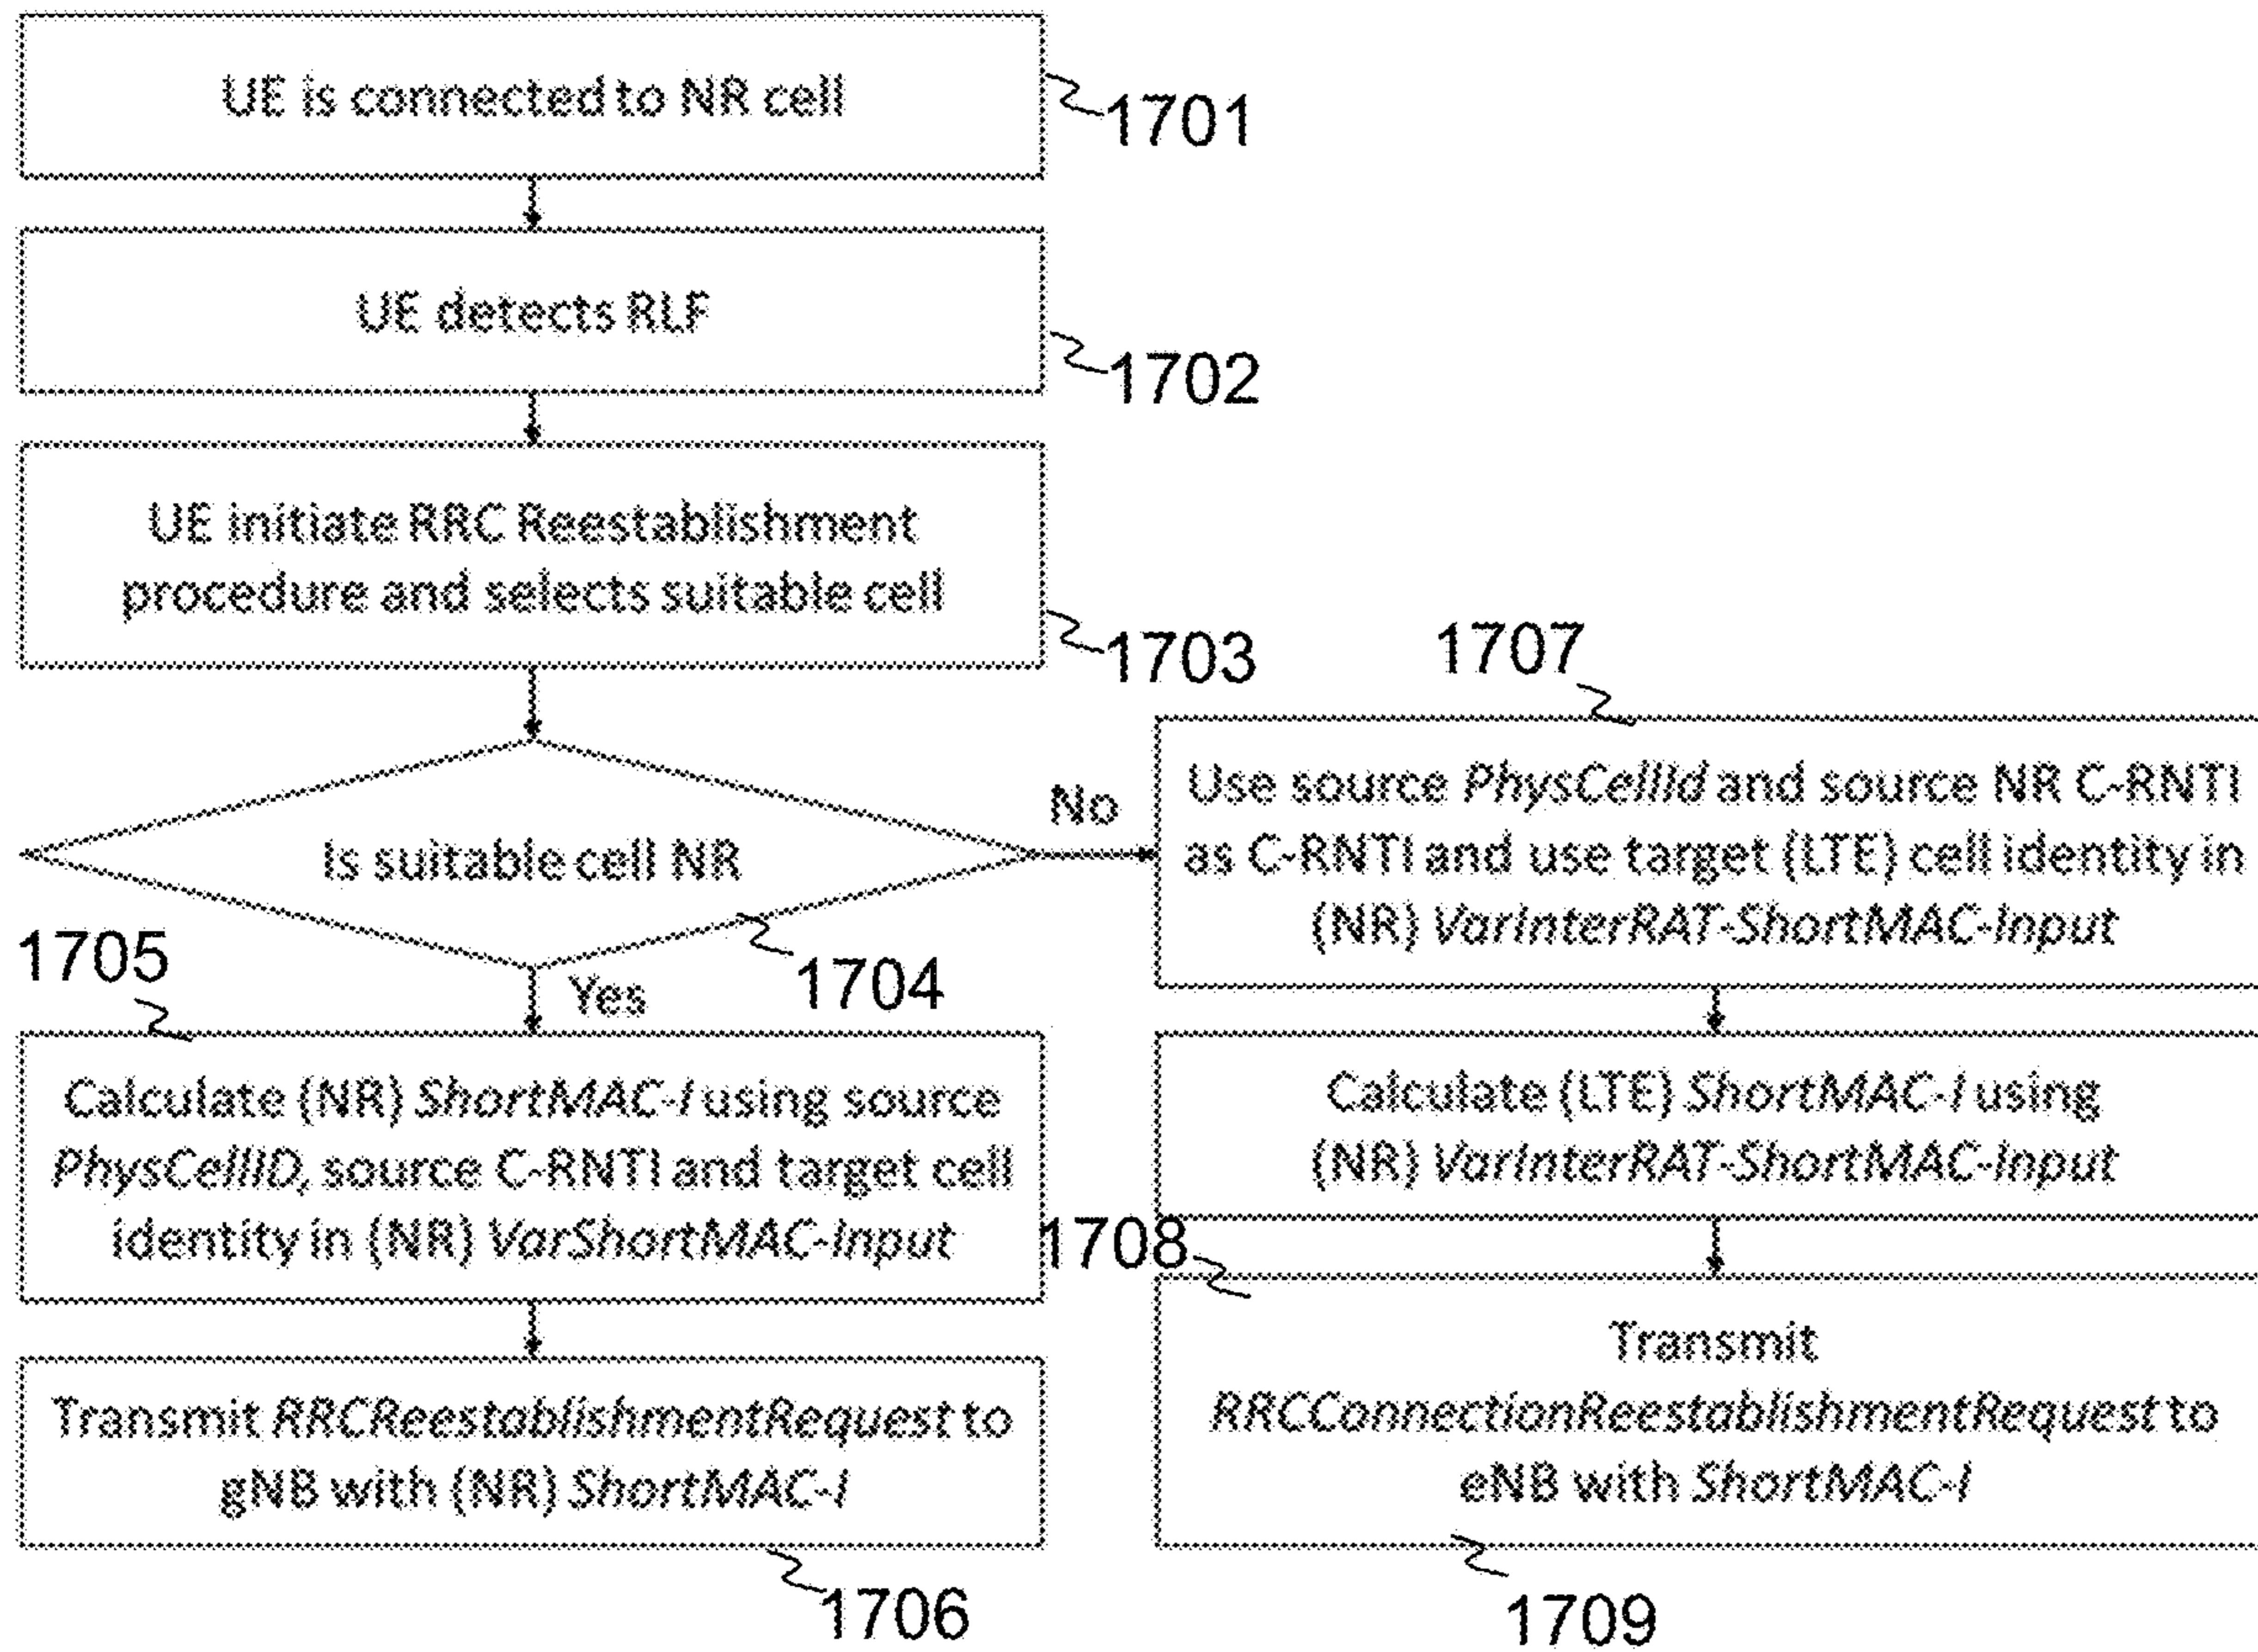 UE is connected to NR cell
1701
UE detects RLF
1702
UE initiate RRC Reestablishment
procedure and selects suitable cell
1703
Is suitable cell NR
1704
No
Yes
1705
Calculate (NR) ShortMAC-I using source
PhysCellID, source C-RNTI and target cell
identity in (NR) VarShortMAC-Input
Transmit RRCReestablishmentRequest to
gNB with (NR) ShortMAC-I
1706
1707
Use source PhysCellId and source NR C-RNTI
as C-RNTI and use target (LTE) cell identity in
(NR) VarInterRAT-ShortMAC-Input
Calculate (LTE) ShortMAC-I using
(NR) VarInterRAT-ShortMAC-Input
1708
Transmit
RRCConnectionReestablishmentRequest to
eNB with ShortMAC-I
1709